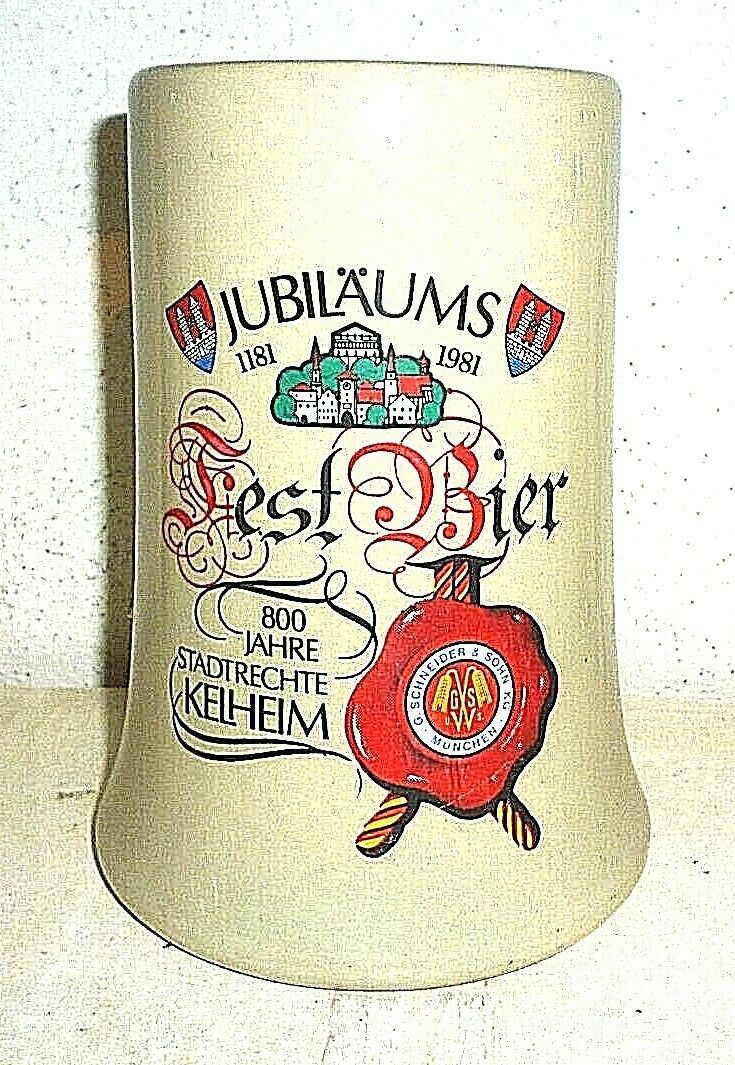 JUBILÄUMS
1181 1981
Fest Bier
800
JAHRE
STADTRECHTE
KELHEIM
G. SCHNEIDER & SOHN KG
MÜNCHEN
G S